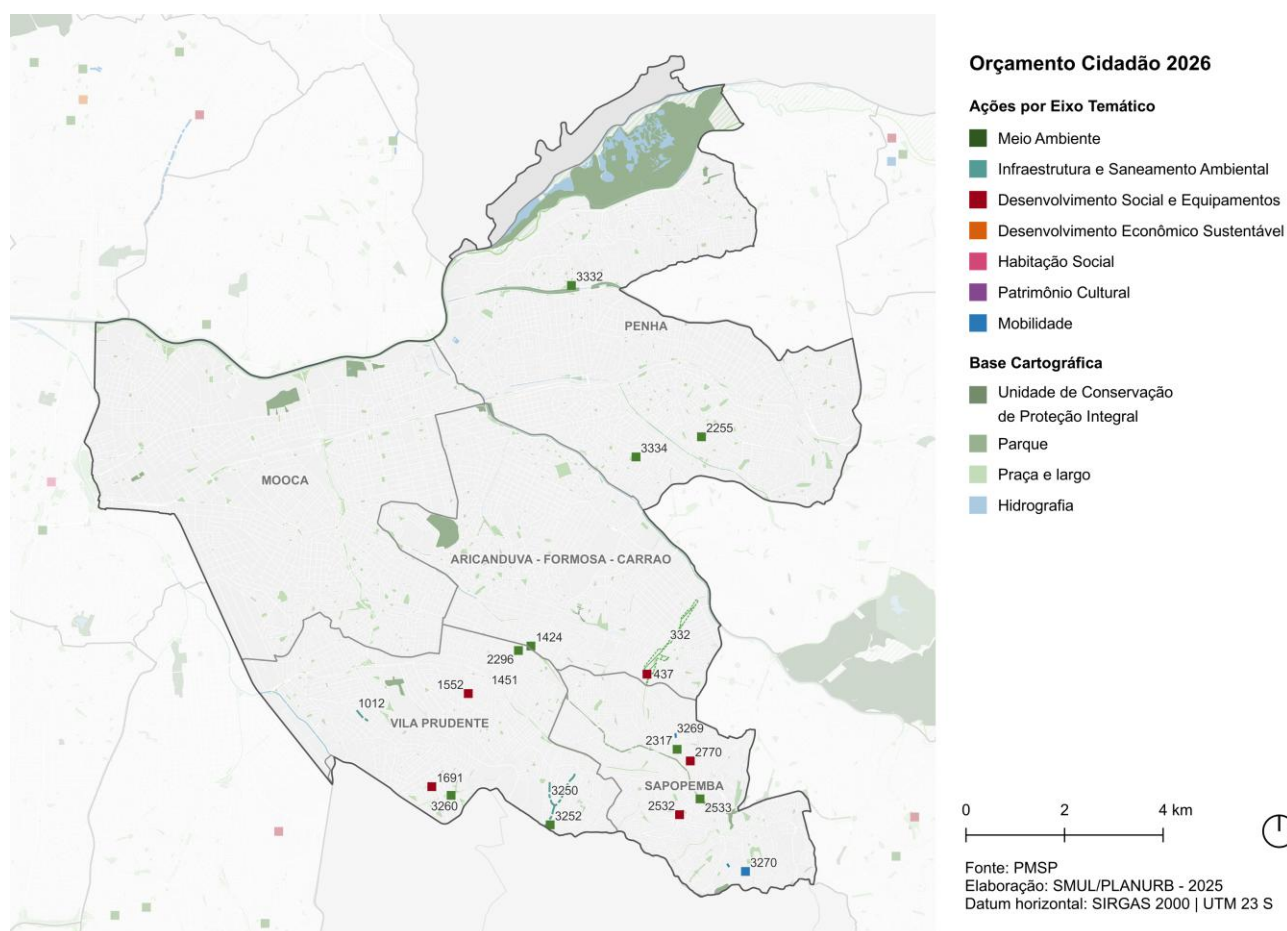 Orçamento Cidadão 2026
Ações por Eixo Temático
Meio Ambiente
Infraestrutura e Saneamento Ambiental
Desenvolvimento Social e Equipamentos
Desenvolvimento Econômico Sustentável
Habitação Social
Patrimônio Cultural
Mobilidade
Base Cartográfica
Unidade de Conservação
de Proteção Integral
Parque
Praça e largo
Hidrografia
3332
PENHA
2255
3334
MOOCA
ARICANDUVA - FORMOSA - CARRAO
332
1424
2296
437
1451
1552
1012
VILA PRUDENTE
3269
2317
2770
SAPOPEMBA
1691
3260
3250
3252
2532
2533
3270
0 2 4 km
Fonte: PMSP
Elaboração: SMUL/PLANURB - 2025
Datum horizontal: SIRGAS 2000 | UTM 23 S